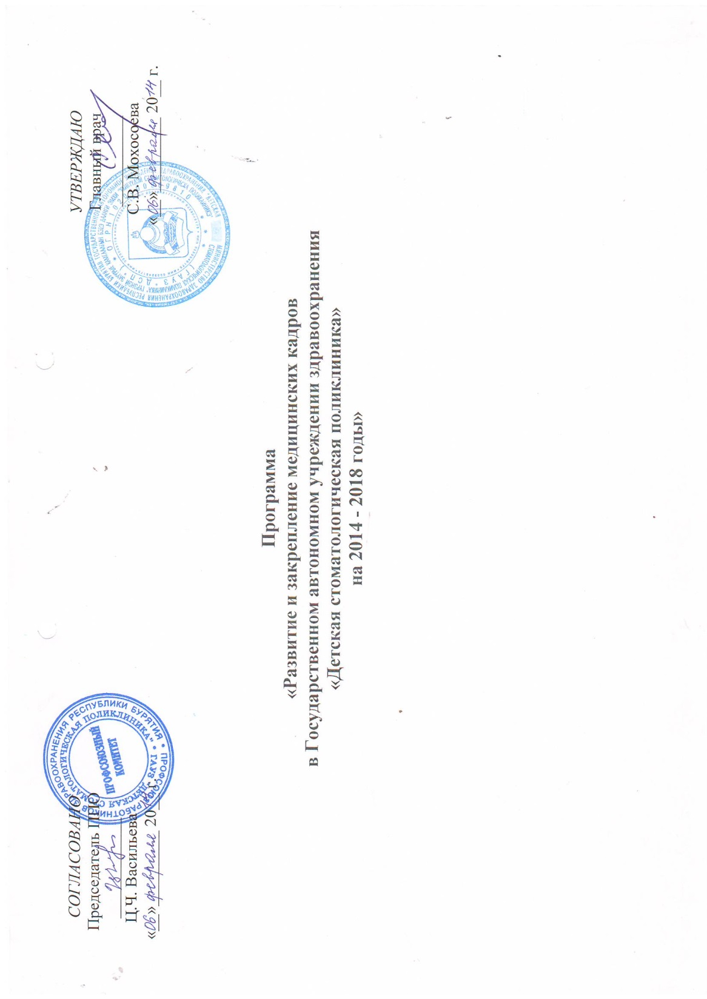 СОГЛАСОВАНО
Председатель ППО
Ц.Ч. Васильева
«06» февраля 2014 г.
ПРОФСОЮЗНЫЙ
КОМИТЕТ
УТВЕРЖДАЮ
Главный врач
С.В. Мохосоева
«06» февраля 2014 г.
Программа
«Развитие и закрепление медицинских кадров
в Государственном автономном учреждении здравоохранения
«Детская стоматологическая поликлиника»
на 2014 - 2018 годы»